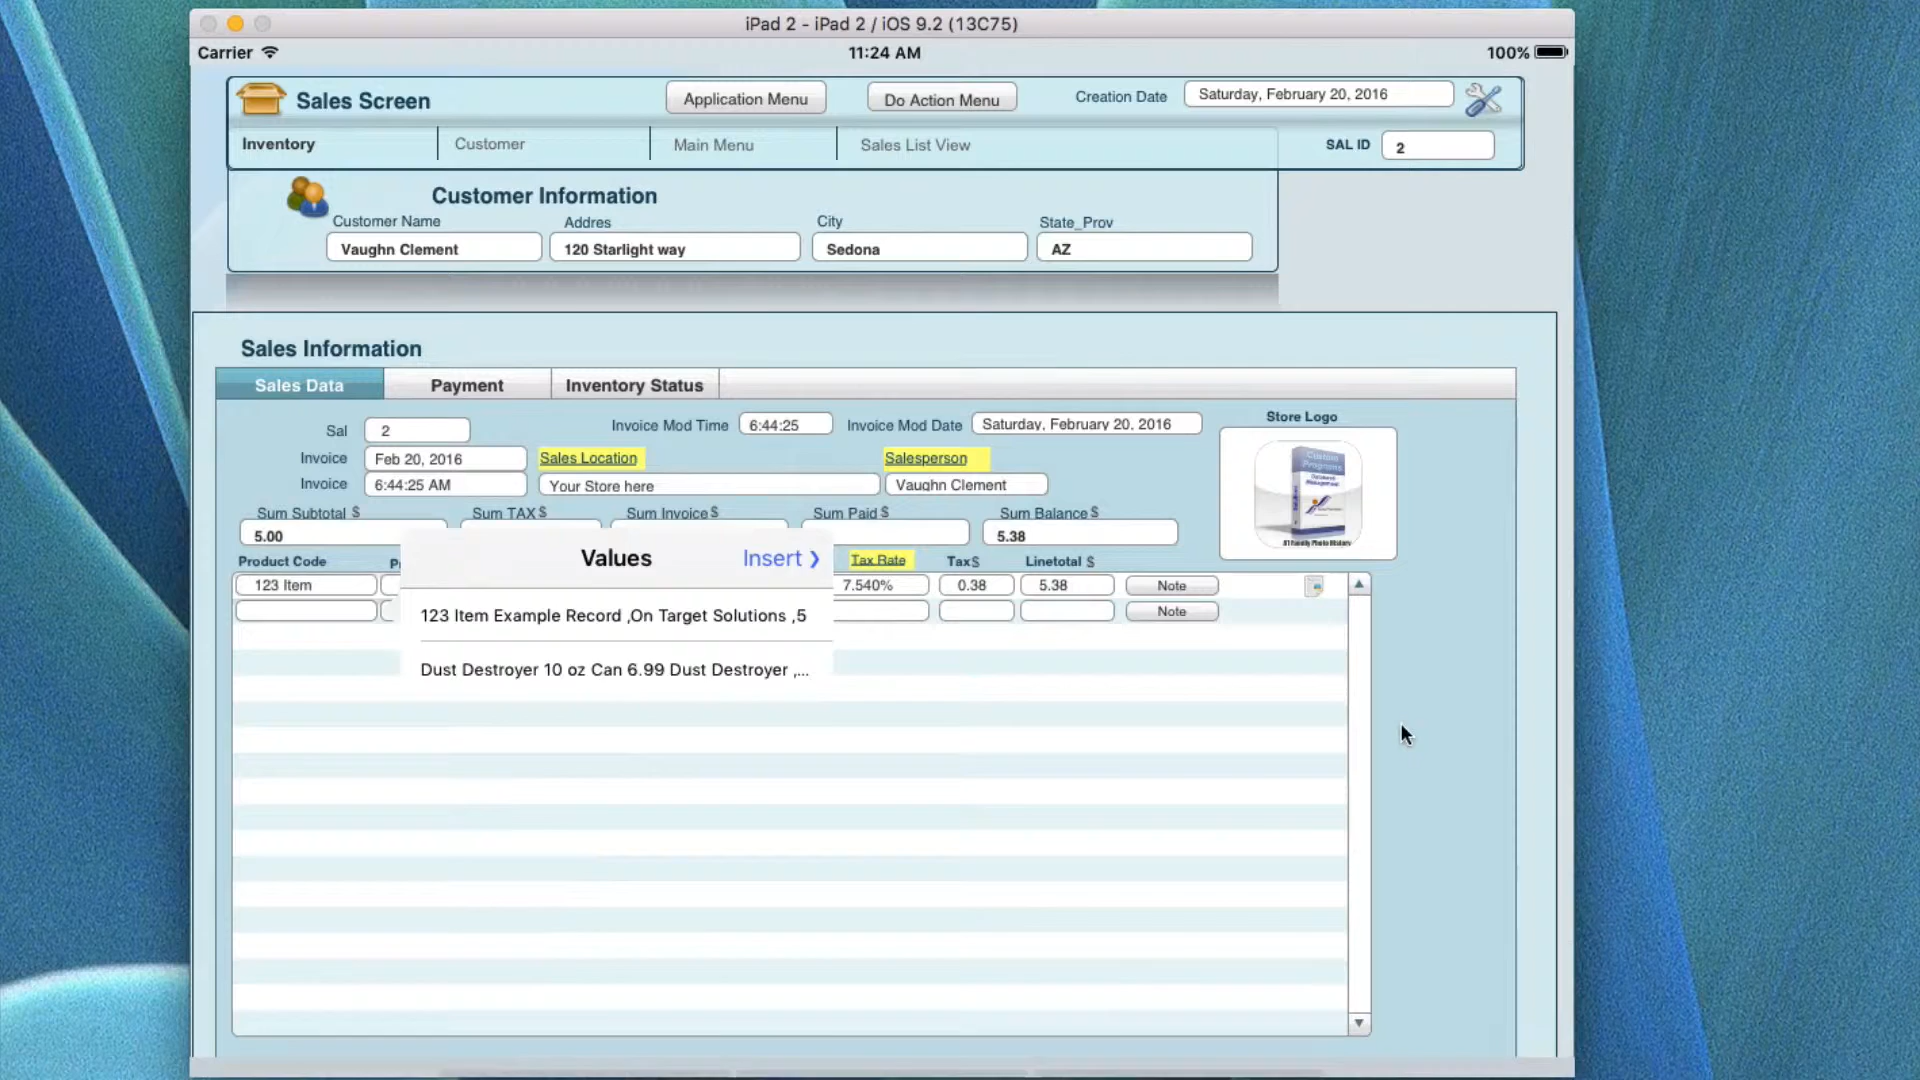 iPad 2 - iPad 2 / iOS 9.2 (13C75)
Carrier 11:24 AM 100%
Sales Screen Application Menu Do Action Menu Creation Date Saturday, February 20, 2016
Inventory Customer Main Menu Sales List View SAL ID 2
Customer Information
Customer Name Addres City State_Prov
Vaughn Clement 120 Starlight way Sedona AZ
Sales Information
Sales Data Payment Inventory Status
Store Logo
Sal 2 Invoice Mod Time 6:44:25 Invoice Mod Date Saturday, February 20, 2016
Invoice Feb 20, 2016 Sales Location Salesperson
Invoice 6:44:25 AM Your Store here Vaughn Clement
Custom
Programs
#1 Family Photo History
Sum Subtotal $ Sum TAX $ Sum Invoice $ Sum Paid $ Sum Balance $
5.00 5.38
Product Code Tax Rate Tax$ Linetotal $
Values Insert ❯
123 Item 7.540% 0.38 5.38 Note
Note
123 Item Example Record ,On Target Solutions ,5
Dust Destroyer 10 oz Can 6.99 Dust Destroyer ,...